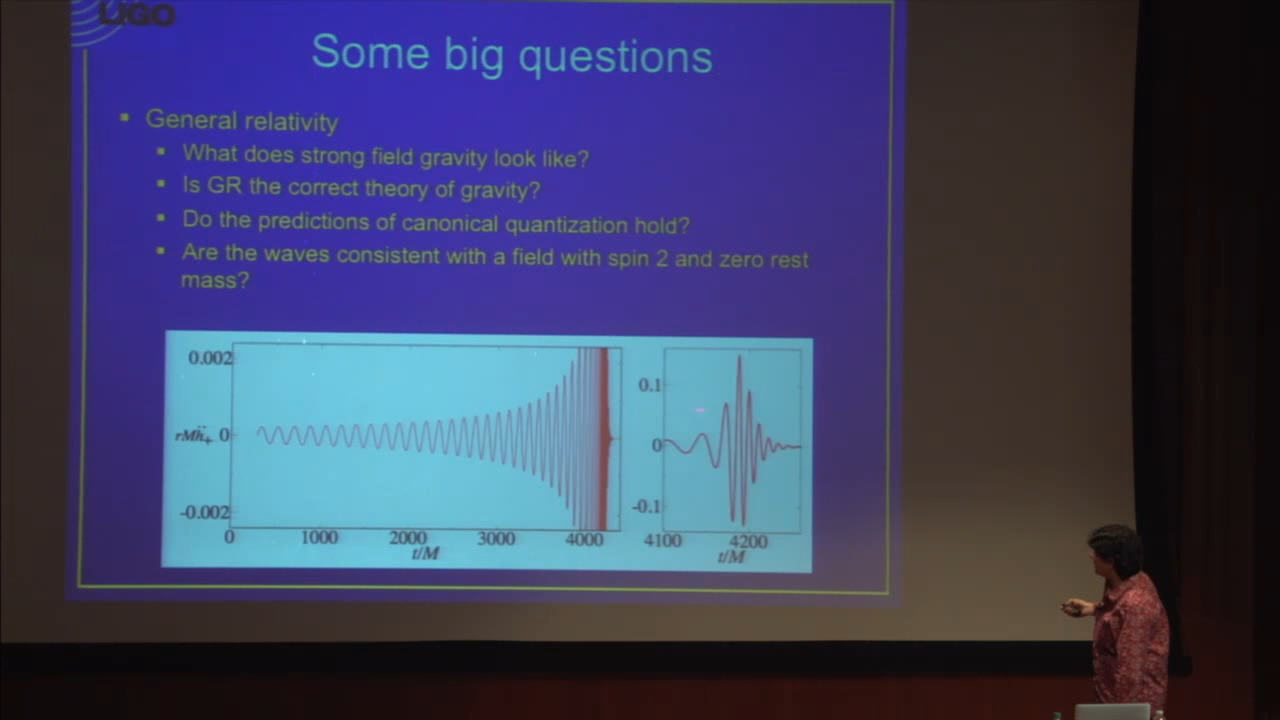 LIGO
Some big questions
General relativity
What does strong field gravity look like?
Is GR the correct theory of gravity?
Do the predictions of canonical quantization hold?
Are the waves consistent with a field with spin 2 and zero rest
mass?
0.002
0
-0.002
0 1000 2000 3000 4000
t/M
0.1
0
-0.1
4100 4200
t/M